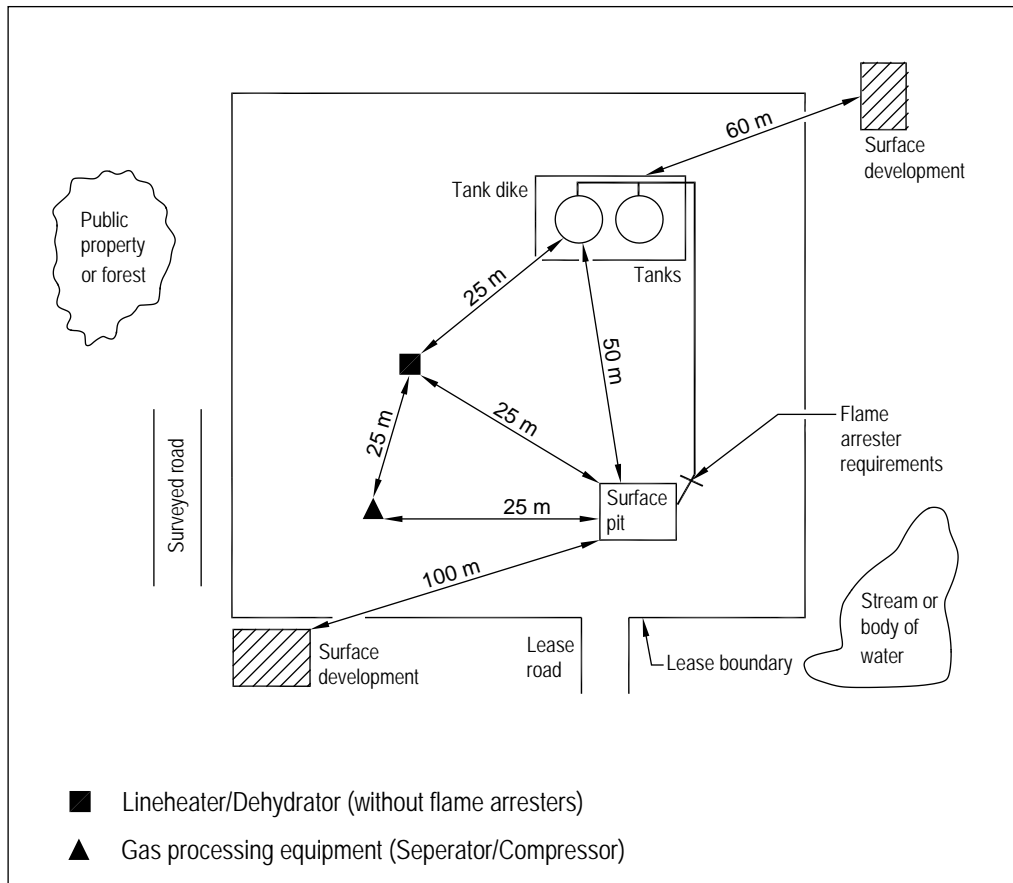 60 m
Surface
development
Tank dike
Public
property
or forest
Tanks
25 m
50 m
25 m
25 m
Flame
arrester
requirements
Surface
pit
25 m
Surveyed road
100 m
Stream or
body of
water
Surface
development
Lease
road
Lease boundary
Lineheater/Dehydrator (without flame arresters)
Gas processing equipment (Seperator/Compressor)